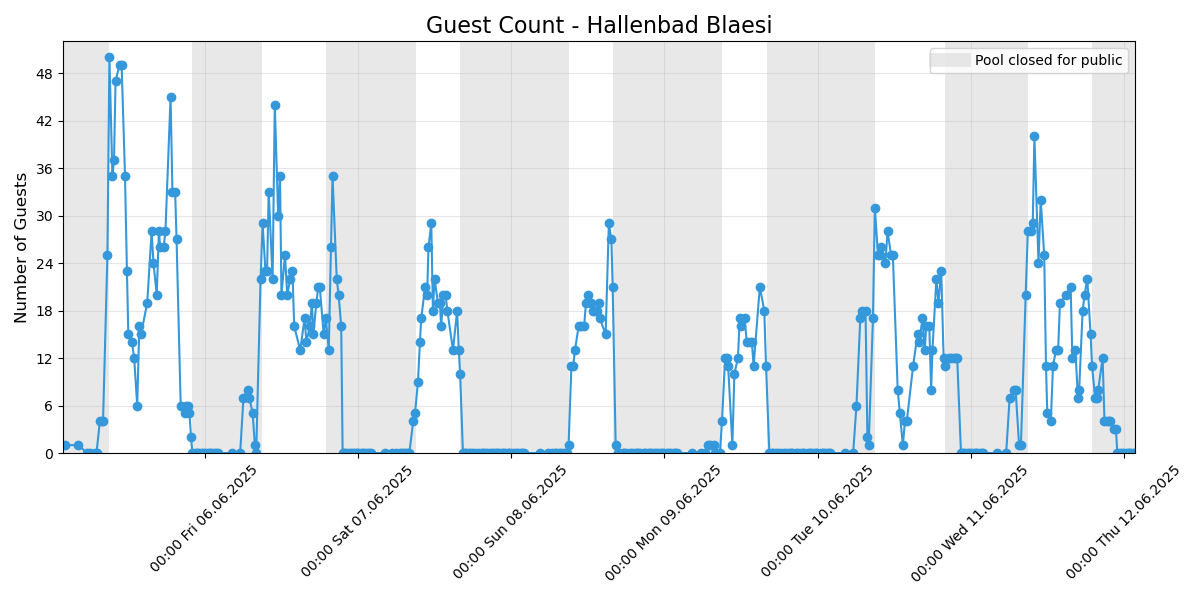 Guest Count - Hallenbad Blaesi
Pool closed for public
Number of Guests
48
42
36
30
24
18
12
6
0
00:00 Fri 06.06.2025
00:00 Sat 07.06.2025
00:00 Sun 08.06.2025
00:00 Mon 09.06.2025
00:00 Tue 10.06.2025
00:00 Wed 11.06.2025
00:00 Thu 12.06.2025